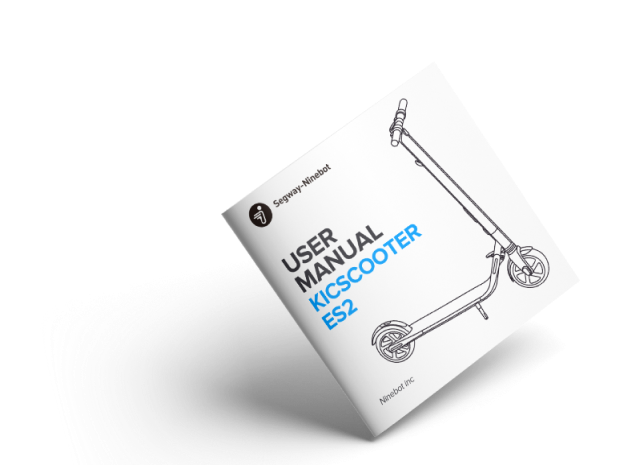 Segway-Ninebot
USER
MANUAL
KICSCOOTER
ES2
Ninebot Inc